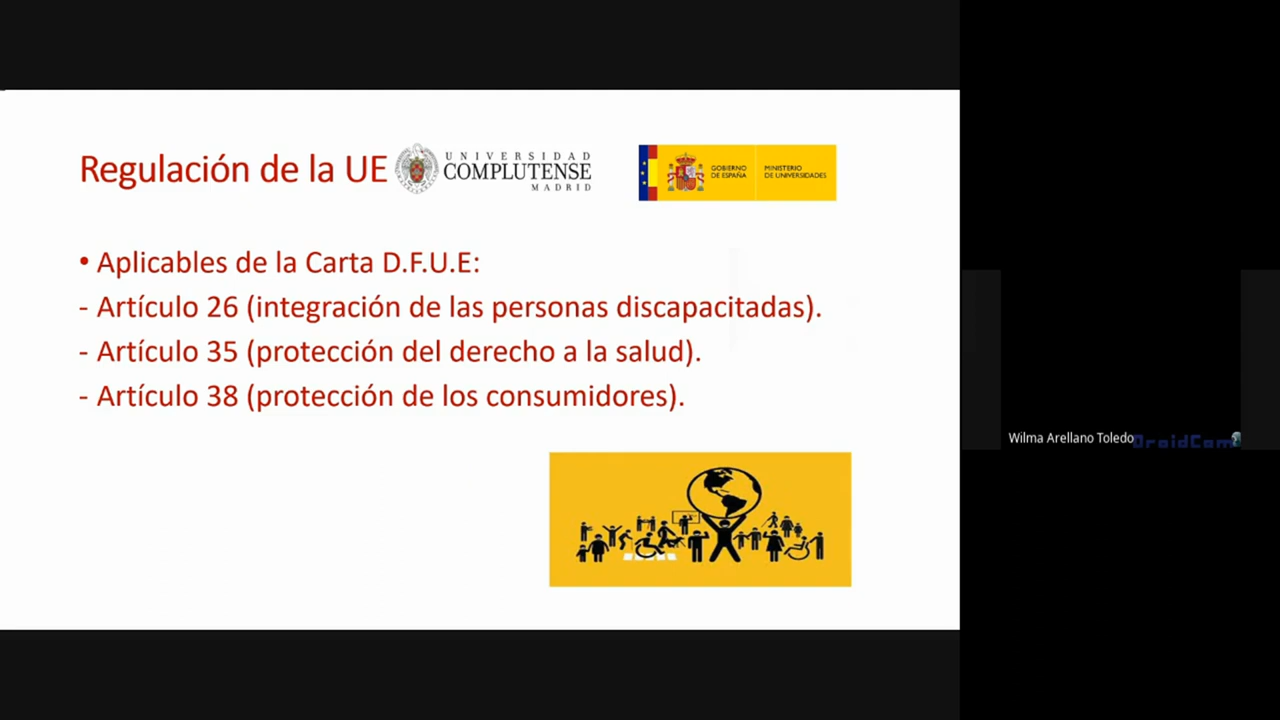 Regulación de la UE
UNIVERSIDAD
COMPLUTENSE
MADRID
GOBIERNO
DE ESPAÑA
MINISTERIO
DE UNIVERSIDADES
• Aplicables de la Carta D.F.U.E:
- Artículo 26 (integración de las personas discapacitadas).
- Artículo 35 (protección del derecho a la salud).
- Artículo 38 (protección de los consumidores).
Wilma Arellano Toledo
DroidCam